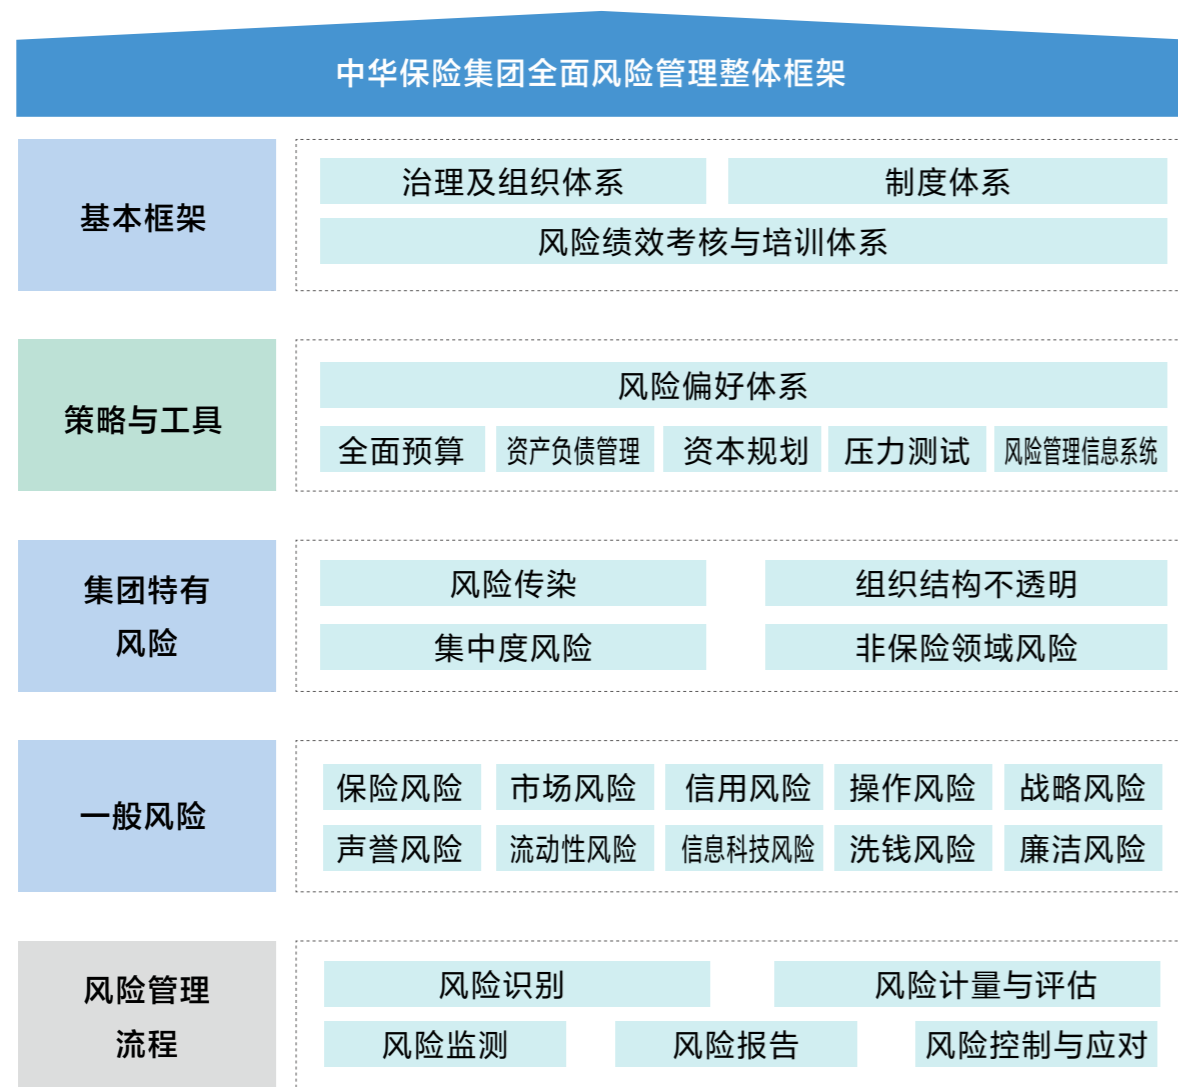 中华保险集团全面风险管理整体框架
基本框架
治理及组织体系
制度体系
风险绩效考核与培训体系
策略与工具
风险偏好体系
全面预算
资产负债管理
资本规划
压力测试
风险管理信息系统
集团特有
风险
风险传染
组织结构不透明
集中度风险
非保险领域风险
一般风险
保险风险
市场风险
信用风险
操作风险
战略风险
声誉风险
流动性风险
信息科技风险
洗钱风险
廉洁风险
风险管理
流程
风险识别
风险计量与评估
风险监测
风险报告
风险控制与应对